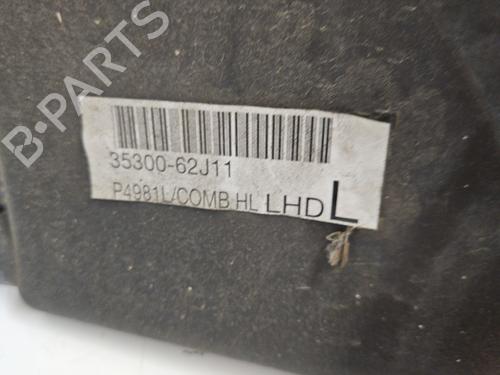 B-PARTS
35300-62J11
P4981L/COMB HL LHD L